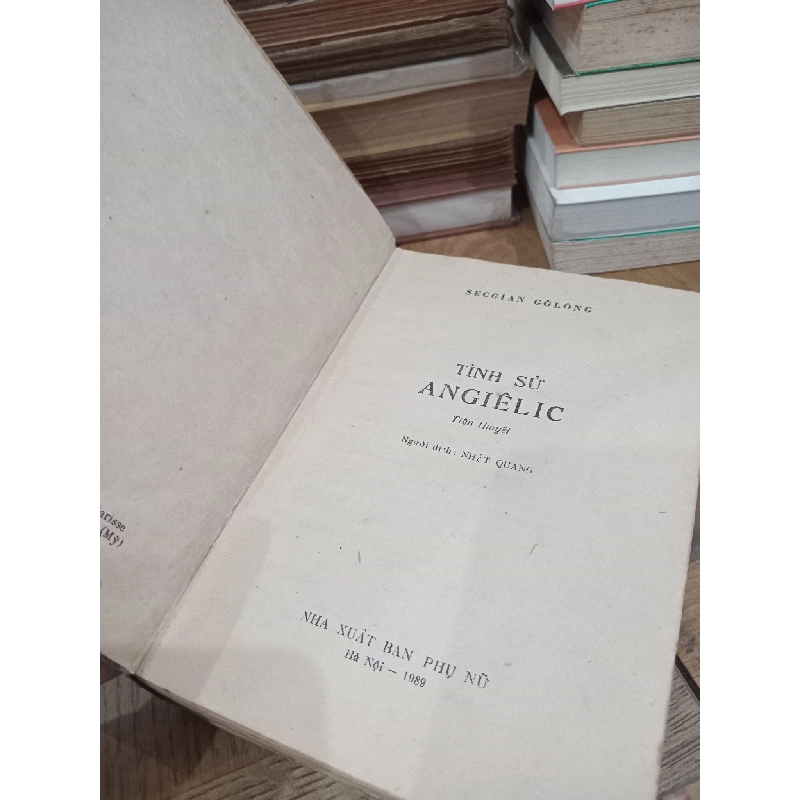 arisse
(Mỹ)
SECGIAN GÔLÔNG
TÌNH SỬ
ANGIÊLIC
Tiểu thuyết
Người dịch: NHẬT QUANG
NHÀ XUẤT BẢN PHỤ NỮ
Hà Nội — 1989